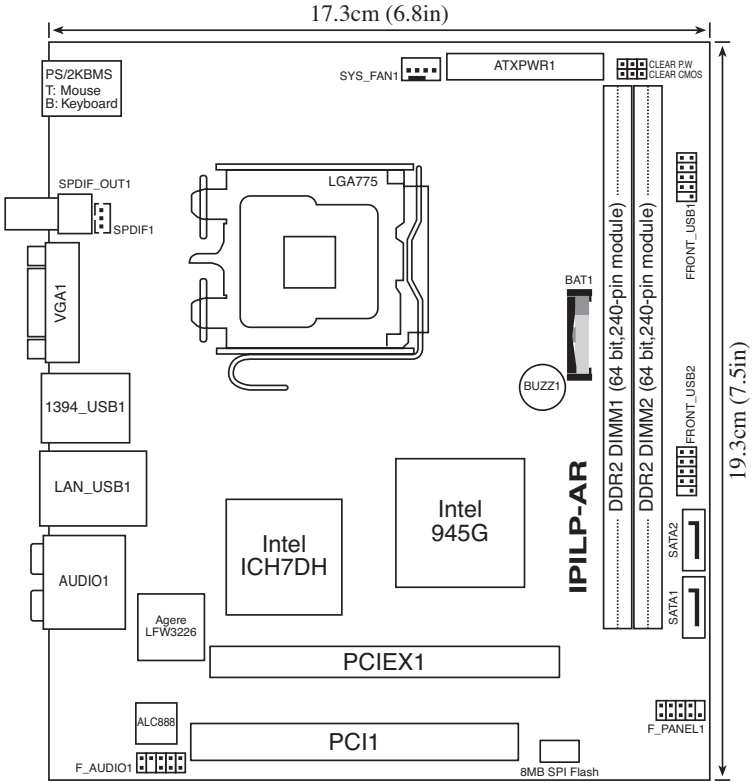 17.3cm (6.8in)
PS/2KBMS
T: Mouse
B: Keyboard
SYS_FAN1
ATXPWR1
CLEAR P.W
CLEAR CMOS
SPDIF_OUT1
SPDIF1
LGA775
FRONT_USB1
VGA1
BAT1
BUZZ1
DDR2 DIMM1 (64 bit,240-pin module)
DDR2 DIMM2 (64 bit,240-pin module)
19.3cm (7.5in)
1394_USB1
FRONT_USB2
LAN_USB1
Intel
945G
IPILP-AR
Intel
ICH7DH
SATA2
SATA1
AUDIO1
Agere
LFW3226
PCIEX1
ALC888
PCI1
F_PANEL1
F_AUDIO1
8MB SPI Flash